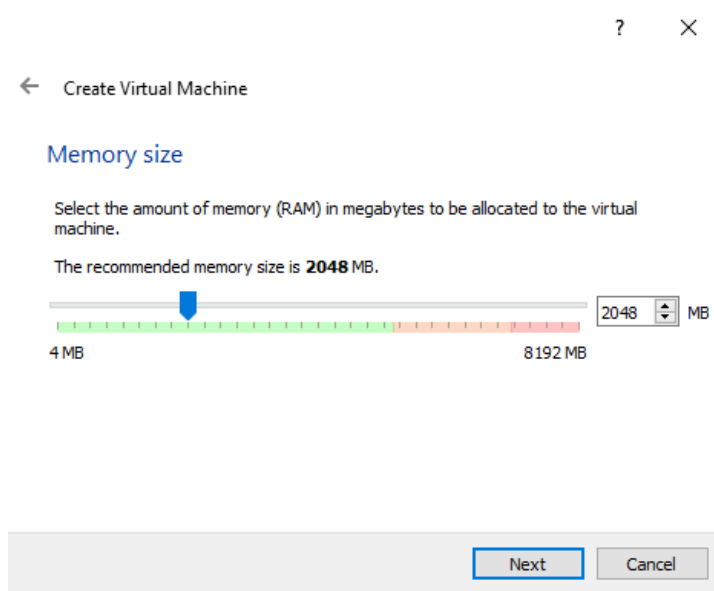 ?
Create Virtual Machine
Memory size
Select the amount of memory (RAM) in megabytes to be allocated to the virtual
machine.
The recommended memory size is 2048 MB.
2048 MB
4 MB 8192 MB
Next Cancel